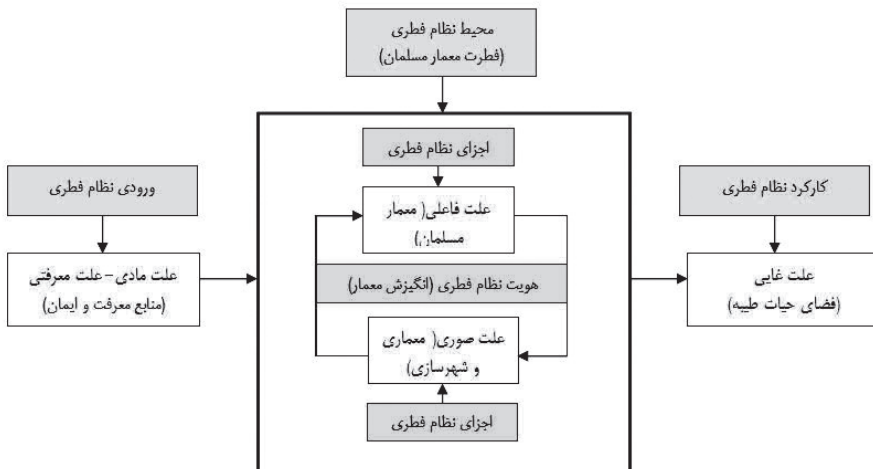 محیط نظام فطری
(فطرت معمار مسلمان)
اجزای نظام فطری
ورودی نظام فطری
کارکرد نظام فطری
علت فاعلی( معمار
مسلمان)
علت مادی – علت معرفتی
(منابع معرفت و ایمان)
هویت نظام فطری (انگیزش معمار)
علت غایی
(فضای حیات طیبه)
علت صوری( معماری
و شهرسازی)
اجزای نظام فطری